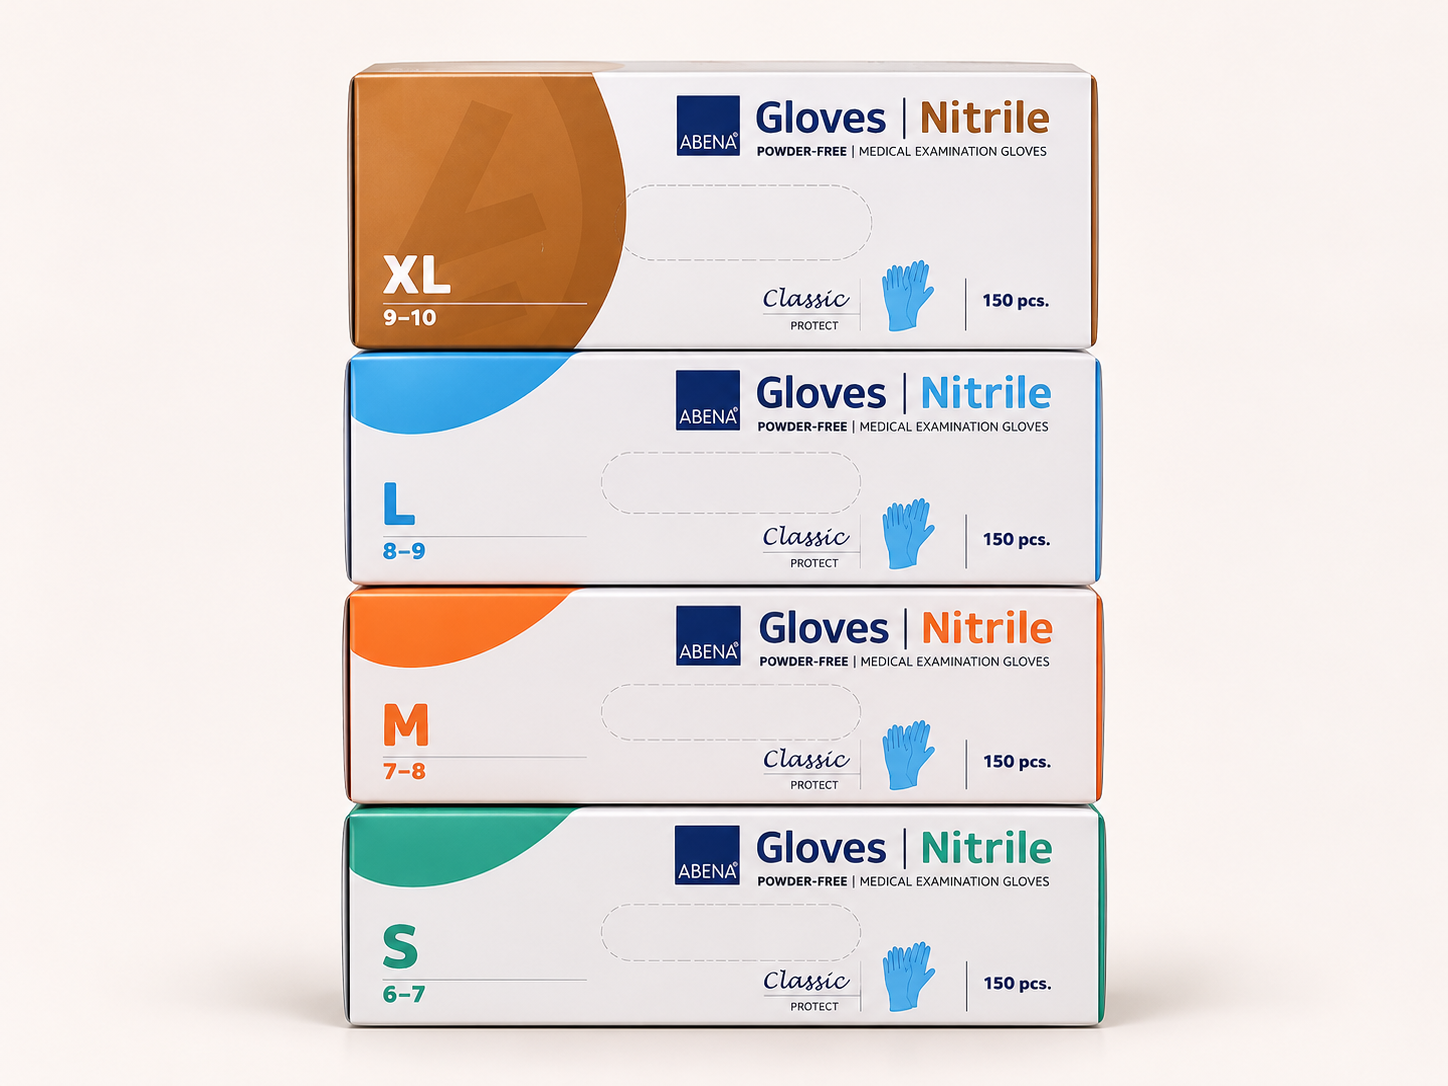 ABENA®
Gloves | Nitrile
POWDER-FREE | MEDICAL EXAMINATION GLOVES
XL
9–10
Classic
PROTECT
150 pcs.
ABENA®
Gloves | Nitrile
POWDER-FREE | MEDICAL EXAMINATION GLOVES
L
8–9
Classic
PROTECT
150 pcs.
ABENA®
Gloves | Nitrile
POWDER-FREE | MEDICAL EXAMINATION GLOVES
M
7–8
Classic
PROTECT
150 pcs.
ABENA®
Gloves | Nitrile
POWDER-FREE | MEDICAL EXAMINATION GLOVES
S
6–7
Classic
PROTECT
150 pcs.